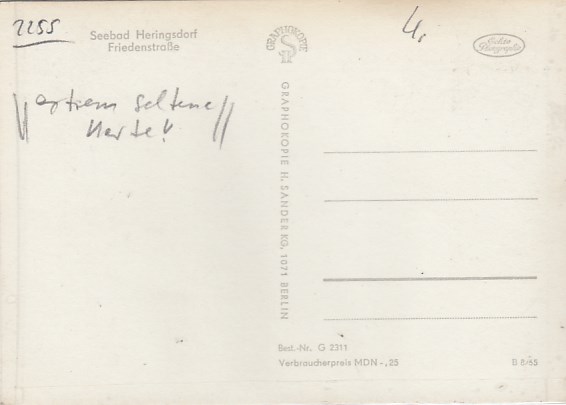 2255
Seebad Heringsdorf
Friedenstraße
extrem seltene
Karte!
4,
GRAPHOKOPIE
Echte
Photographie
GRAPHOKOPIE H. SANDER KG, 1071 BERLIN
Best.-Nr. G 2311
Verbraucherpreis MDN -,25
B 8/65